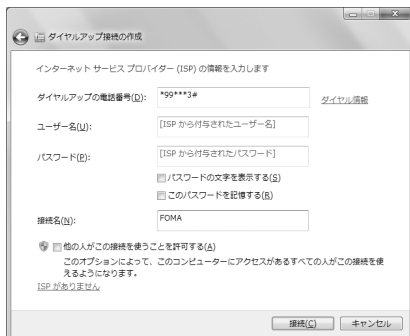 ダイヤルアップ接続の作成
インターネット サービス プロバイダー (ISP) の情報を入力します
ダイヤルアップの電話番号(D):
*99***3#
ダイヤル情報
ユーザー名(U):
[ISP から付与されたユーザー名]
パスワード(P):
[ISP から付与されたパスワード]
パスワードの文字を表示する(S)
このパスワードを記憶する(R)
接続名(N):
FOMA
他の人がこの接続を使うことを許可する(A)
このオプションによって、このコンピューターにアクセスがあるすべての人がこの接続を使
えるようになります。
ISP がありません
接続(C)
キャンセル